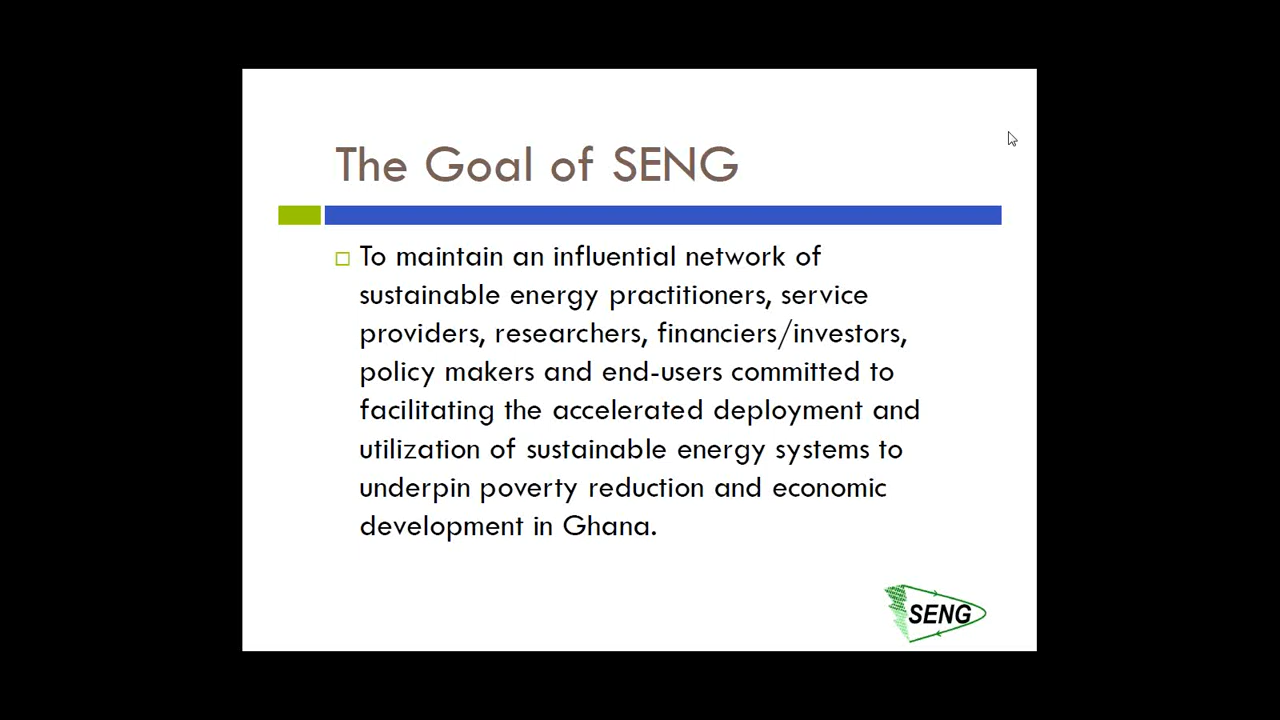 The Goal of SENG
To maintain an influential network of
sustainable energy practitioners, service
providers, researchers, financiers/investors,
policy makers and end-users committed to
facilitating the accelerated deployment and
utilization of sustainable energy systems to
underpin poverty reduction and economic
development in Ghana.
SENG